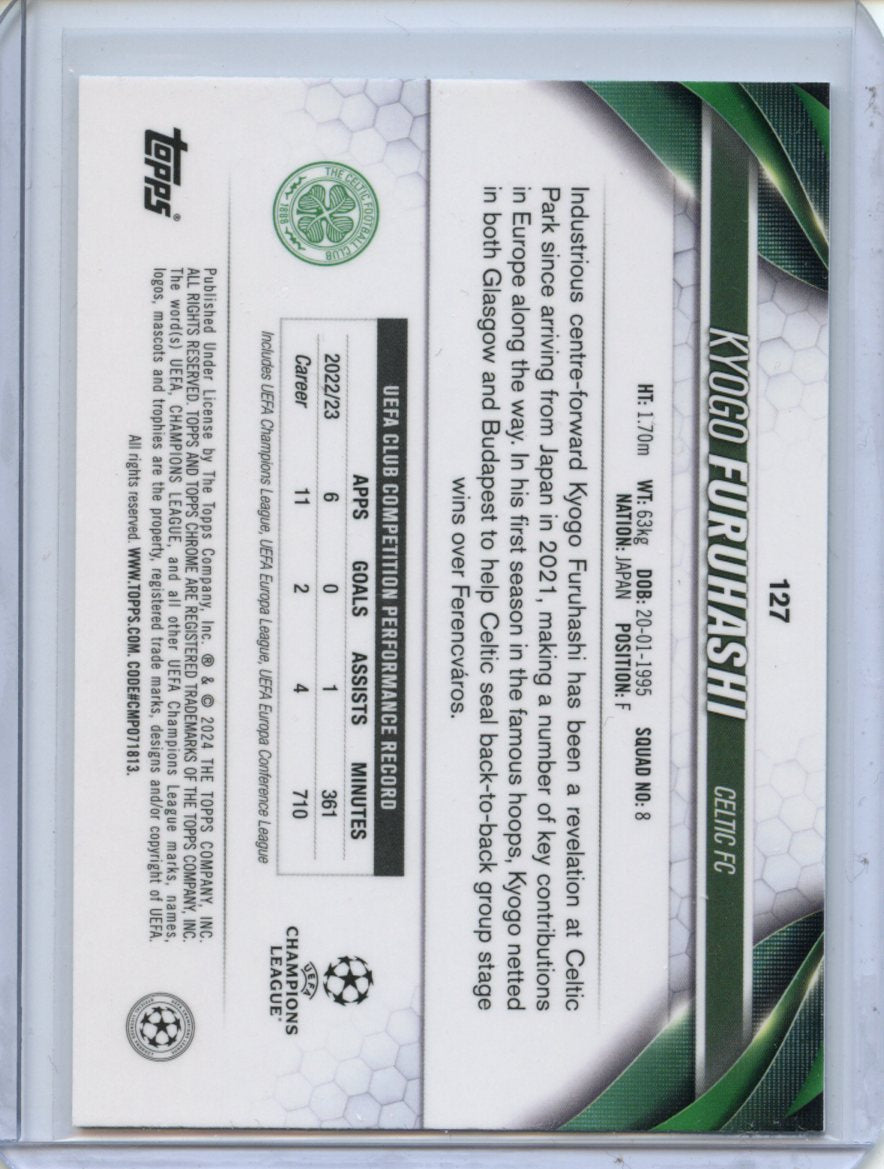 127
KYOGO FURUHASHI CELTIC FC
HT: 1.70m WT: 63kg DOB: 20-01-1995 SQUAD NO: 8
NATION: JAPAN POSITION: F
Industrious centre-forward Kyogo Furuhashi has been a revelation at Celtic
Park since arriving from Japan in 2021, making a number of key contributions
in Europe along the way. In his first season in the famous hoops, Kyogo netted
in both Glasgow and Budapest to help Celtic seal back-to-back group stage
wins over Ferencváros.
THE CELTIC FOOTBALL CLUB
1888
UEFA CLUB COMPETITION PERFORMANCE RECORD
APPS GOALS ASSISTS MINUTES
2022/23 6 0 1 361
Career 11 2 4 710
Includes UEFA Champions League, UEFA Europa League, UEFA Europa Conference League
UEFA
CHAMPIONS
LEAGUE®
Topps®
Published Under License by The Topps Company, Inc. ® & © 2024 THE TOPPS COMPANY, INC.
ALL RIGHTS RESERVED. TOPPS AND TOPPS CHROME ARE REGISTERED TRADEMARKS OF THE TOPPS COMPANY, INC.
The word(s) UEFA, CHAMPIONS LEAGUE, and all other UEFA Champions League marks, names,
logos, mascots and trophies are the property, registered trade marks, designs and/or copyright of UEFA.
All rights reserved. WWW.TOPPS.COM. CODE#CMP071813.